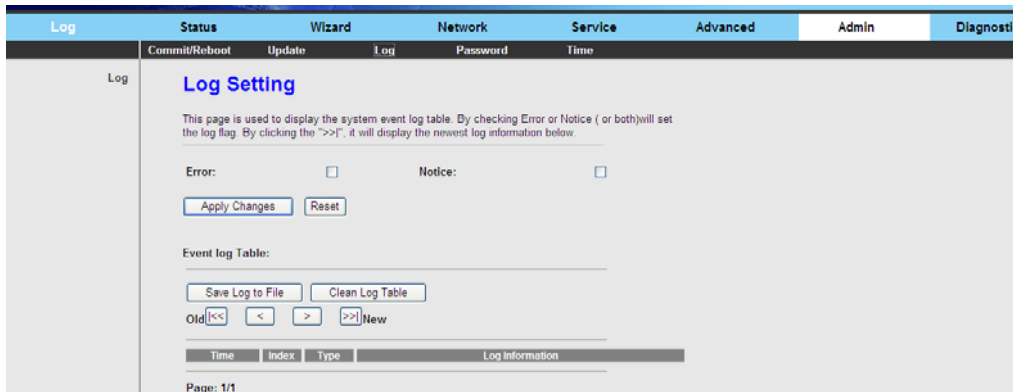 Log Status Wizard Network Service Advanced Admin Diagnosti
Commit/Reboot Update Log Password Time
Log
Log Setting
This page is used to display the system event log table. By checking Error or Notice ( or both)will set
the log flag. By clicking the ">>|", it will display the newest log information below.
Error: Notice:
Apply Changes Reset
Event log Table:
Save Log to File Clean Log Table
Old |<< < > >>| New
Time Index Type Log Information
Page: 1/1